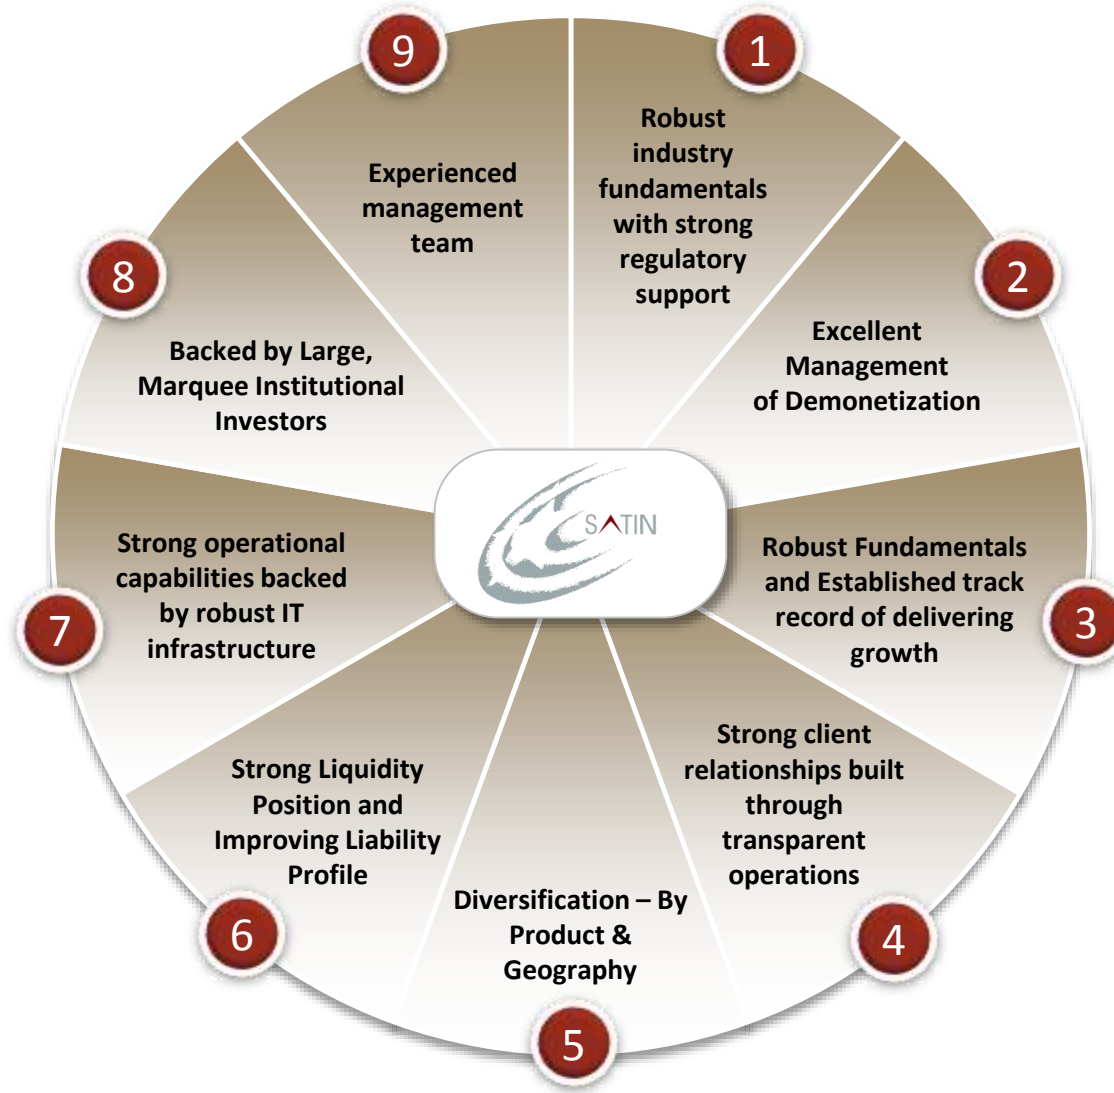 1
Robust
industry
fundamentals
with strong
regulatory
support
2
Excellent
Management
of Demonetization
3
Robust Fundamentals
and Established track
record of delivering
growth
4
Strong client
relationships built
through
transparent
operations
5
Diversification – By
Product &
Geography
6
Strong Liquidity
Position and
Improving Liability
Profile
7
Strong operational
capabilities backed
by robust IT
infrastructure
8
Backed by Large,
Marquee Institutional
Investors
9
Experienced
management
team
SATIN